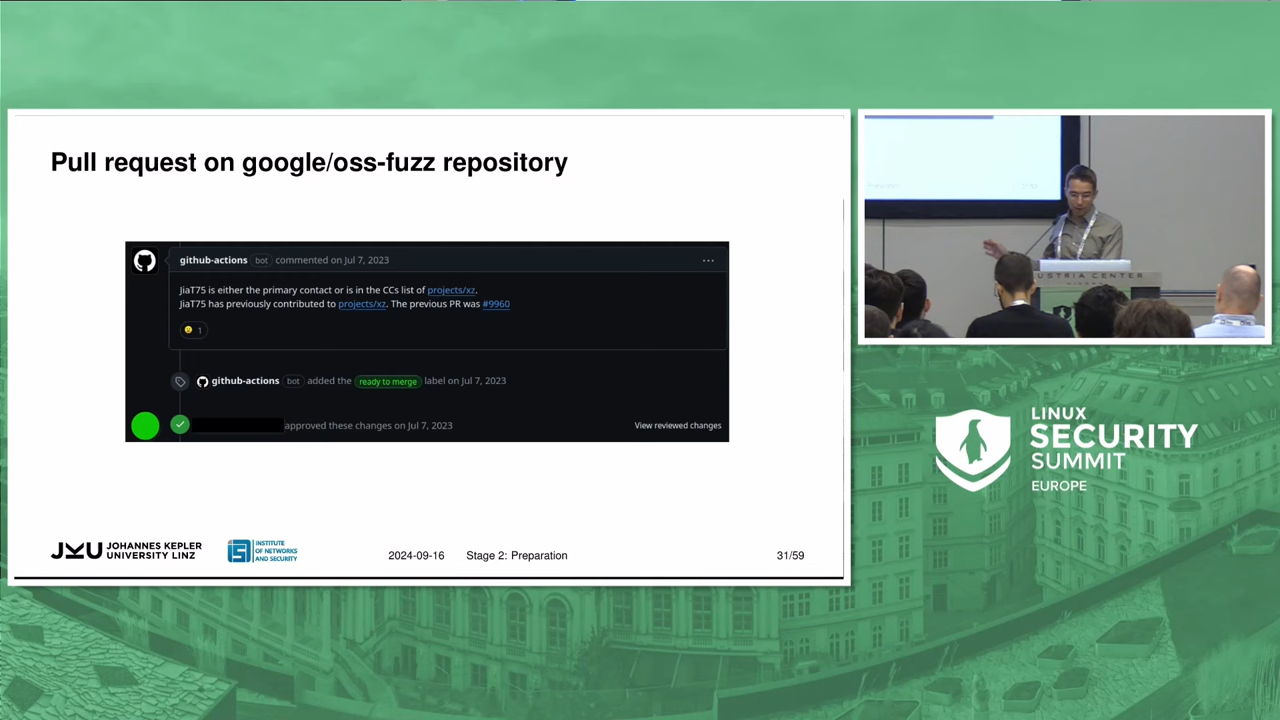 Pull request on google/oss-fuzz repository
github-actions bot commented on Jul 7, 2023
JiaT75 is either the primary contact or is in the CCs list of projects/xz.
JiaT75 has previously contributed to projects/xz. The previous PR was #9960
1
github-actions bot added the ready to merge label on Jul 7, 2023
approved these changes on Jul 7, 2023 View reviewed changes
JKU JOHANNES KEPLER
UNIVERSITY LINZ
INSTITUTE
OF NETWORKS
AND SECURITY
2024-09-16 Stage 2: Preparation 31/59
USTRIA CENTER
LINUX
SECURITY
SUMMIT
EUROPE